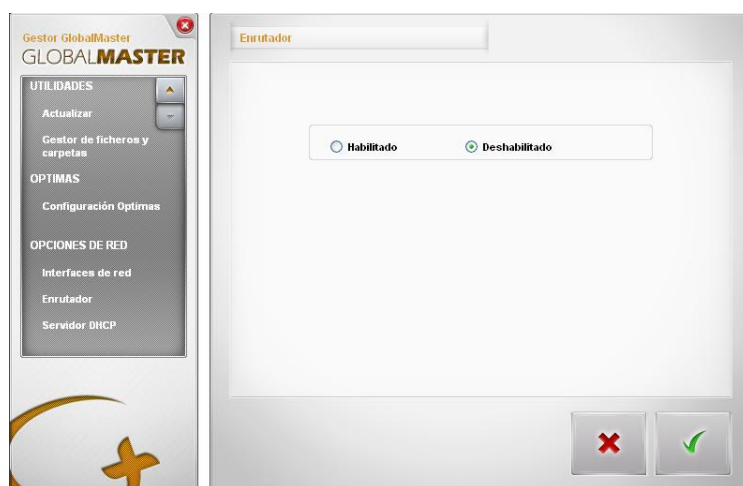 Gestor GlobalMaster
GLOBALMASTER
UTILIDADES
Actualizar
Gestor de ficheros y
carpetas
OPTIMAS
Configuración Optimas
OPCIONES DE RED
Interfaces de red
Enrutador
Servidor DHCP
Enrutador
Habilitado
Deshabilitado